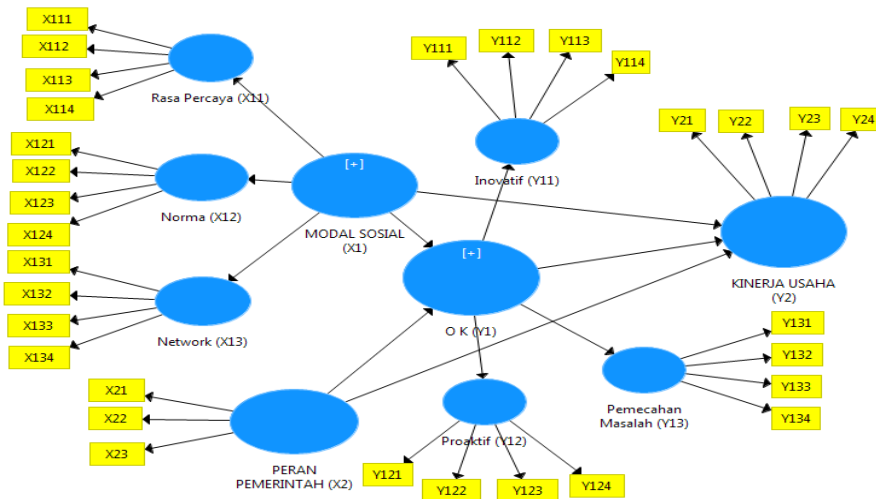 X111
X112
X113
X114
Rasa Percaya (X11)
X121
X122
X123
X124
Norma (X12)
X131
X132
X133
X134
Network (X13)
[+]
MODAL SOSIAL
(X1)
Y111
Y112
Y113
Y114
Inovatif (Y11)
[+]
O K (Y1)
Y21
Y22
Y23
Y24
KINERJA USAHA
(Y2)
X21
X22
X23
PERAN
PEMERINTAH (X2)
Proaktif (Y12)
Y121
Y122
Y123
Y124
Pemecahan
Masalah (Y13)
Y131
Y132
Y133
Y134